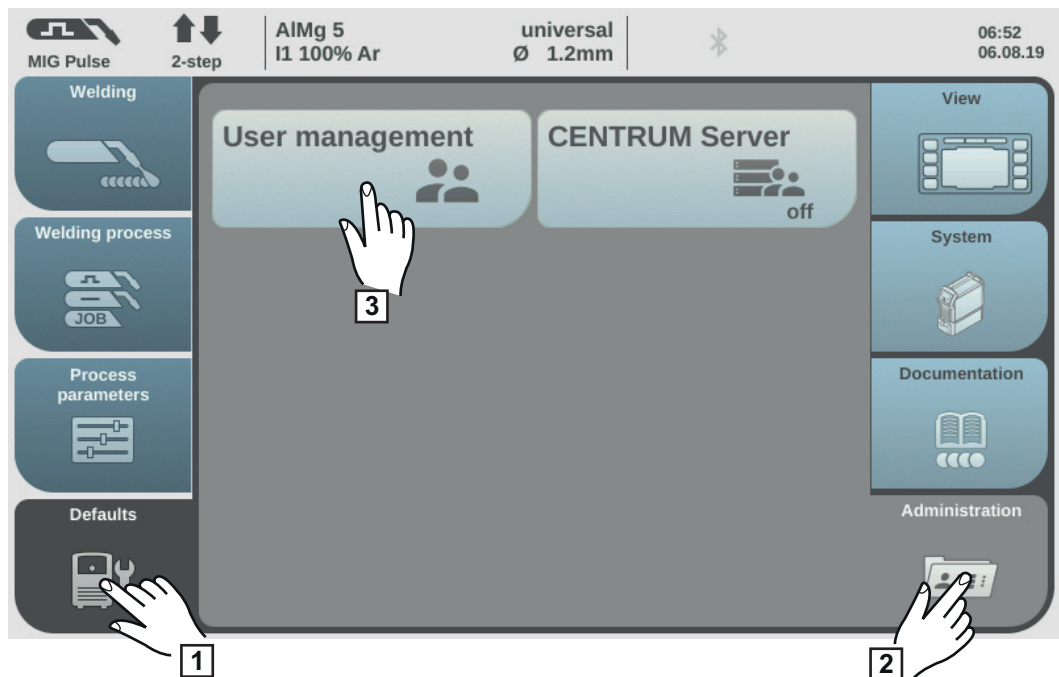 MIG Pulse
2-step
AlMg 5
I1 100% Ar
universal
Ø 1.2mm
06:52
06.08.19
Welding
Welding process
JOB
Process
parameters
Defaults
User management
CENTRUM Server
off
3
View
System
Documentation
Administration
1
2